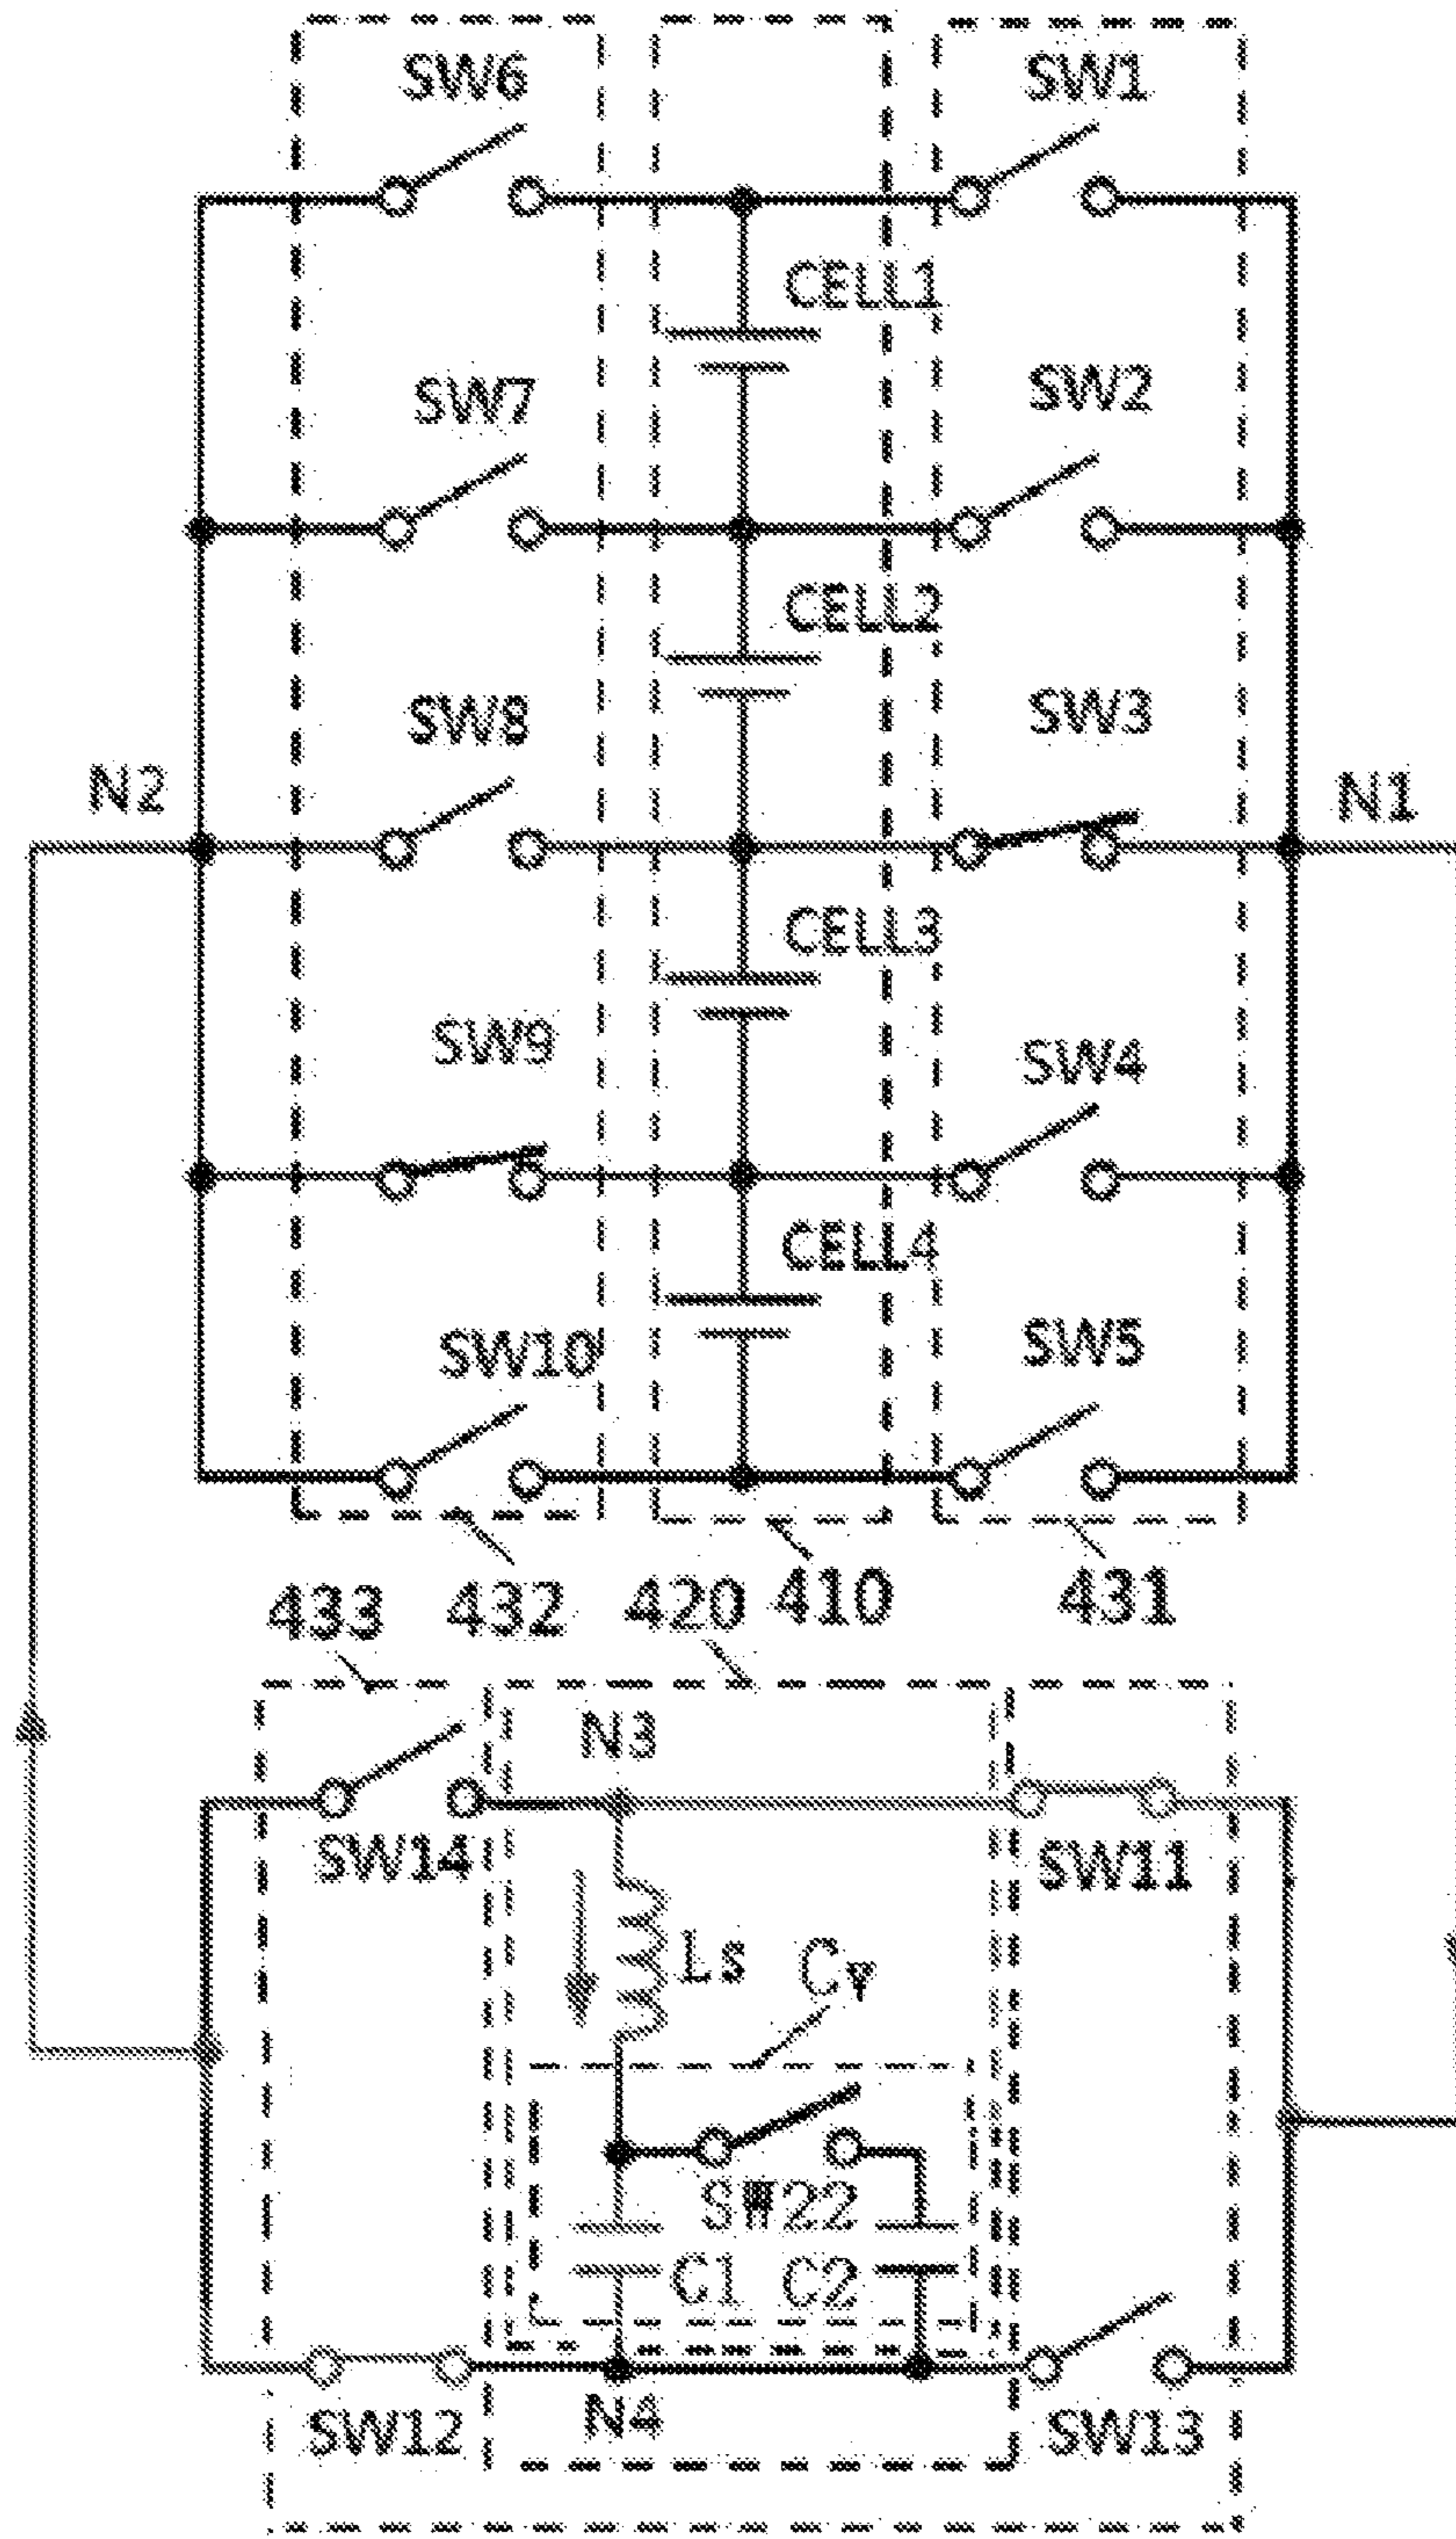 SW6
SW1
CELL1
SW7
SW2
CELL2
SW8
SW3
N2
N1
CELL3
SW9
SW4
CELL4
SW10
SW5
433
432
420
410
431
N3
SW14
SW11
Ls
Cv
SW22
C1
C2
SW12
N4
SW13